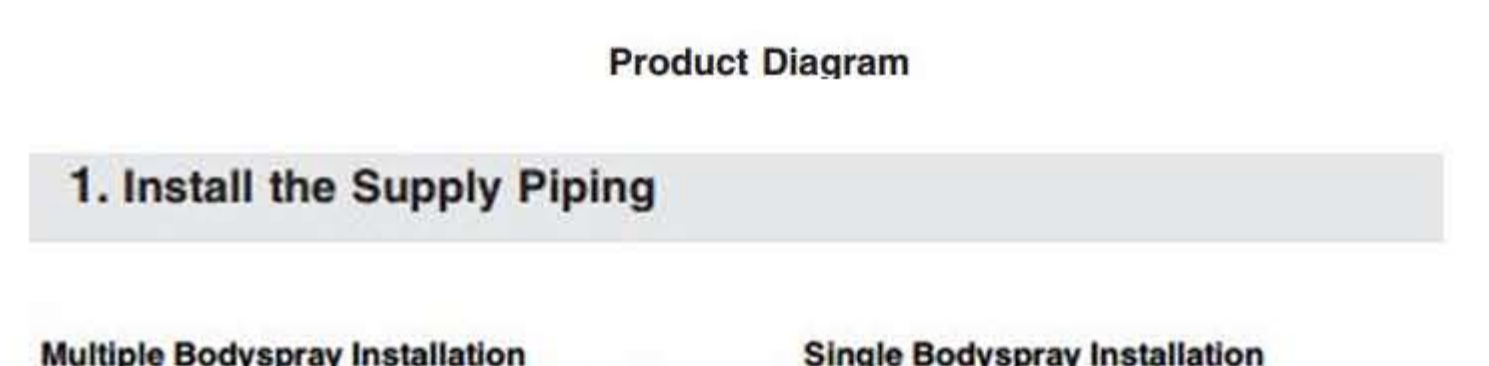 Product Diagram
1. Install the Supply Piping
Multiple Bodyspray Installation
Single Bodyspray Installation